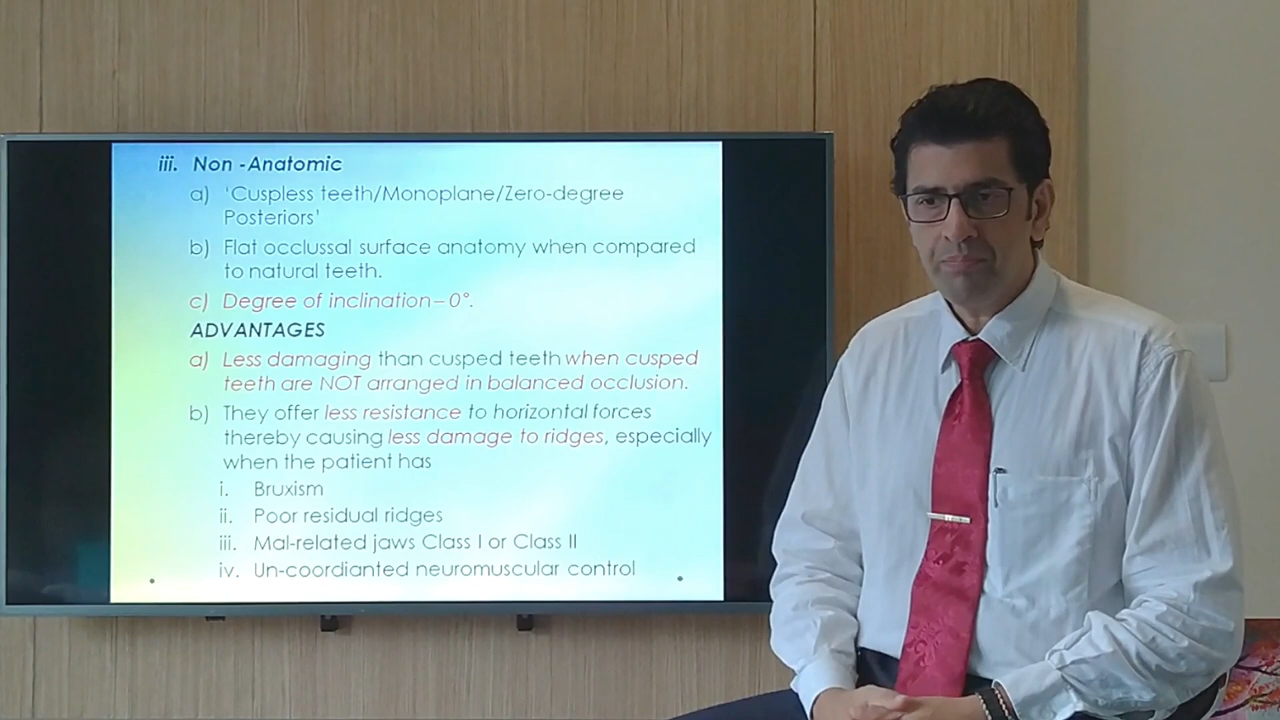 iii. Non -Anatomic
a) 'Cuspless teeth/Monoplane/Zero-degree
Posteriors'
b) Flat occlussal surface anatomy when compared
to natural teeth.
c) Degree of inclination – 0°.
ADVANTAGES
a) Less damaging than cusped teeth when cusped
teeth are NOT arranged in balanced occlusion.
b) They offer less resistance to horizontal forces
thereby causing less damage to ridges, especially
when the patient has
i. Bruxism
ii. Poor residual ridges
iii. Mal-related jaws Class I or Class II
iv. Un-coordianted neuromuscular control